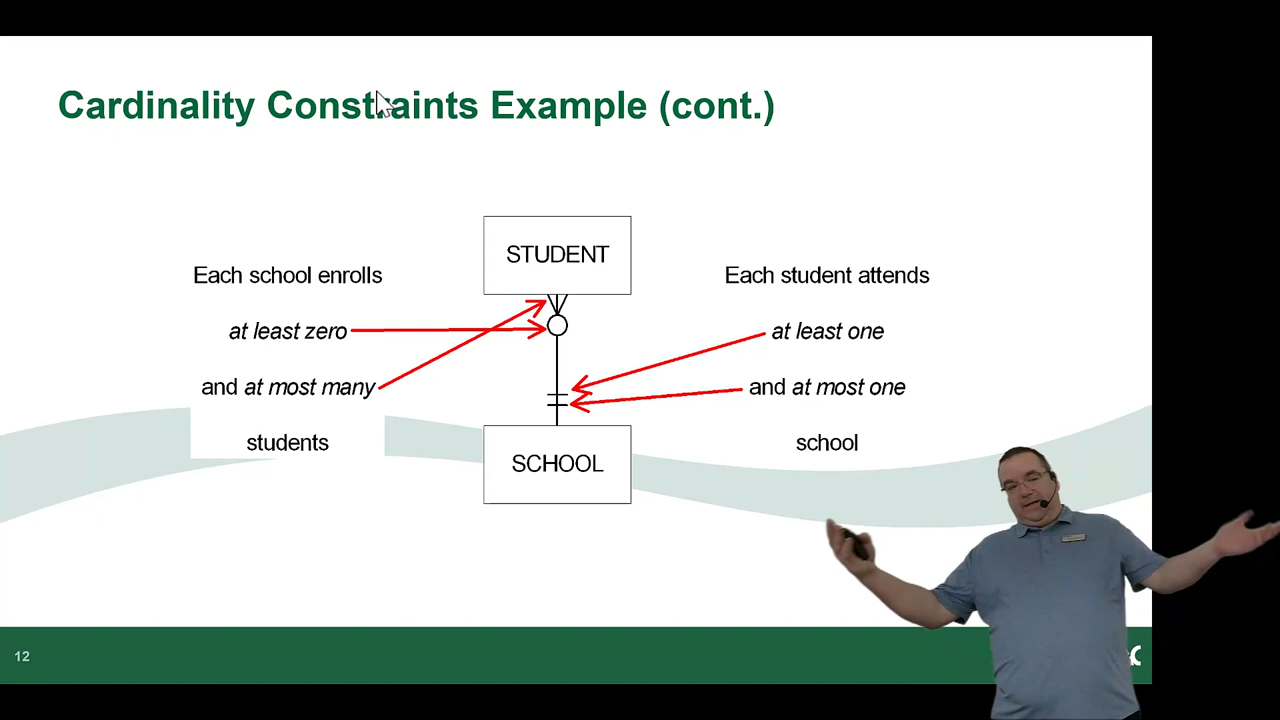 Cardinality Constraints Example (cont.)
STUDENT
Each school enrolls
at least zero
and at most many
students
Each student attends
at least one
and at most one
school
SCHOOL
12